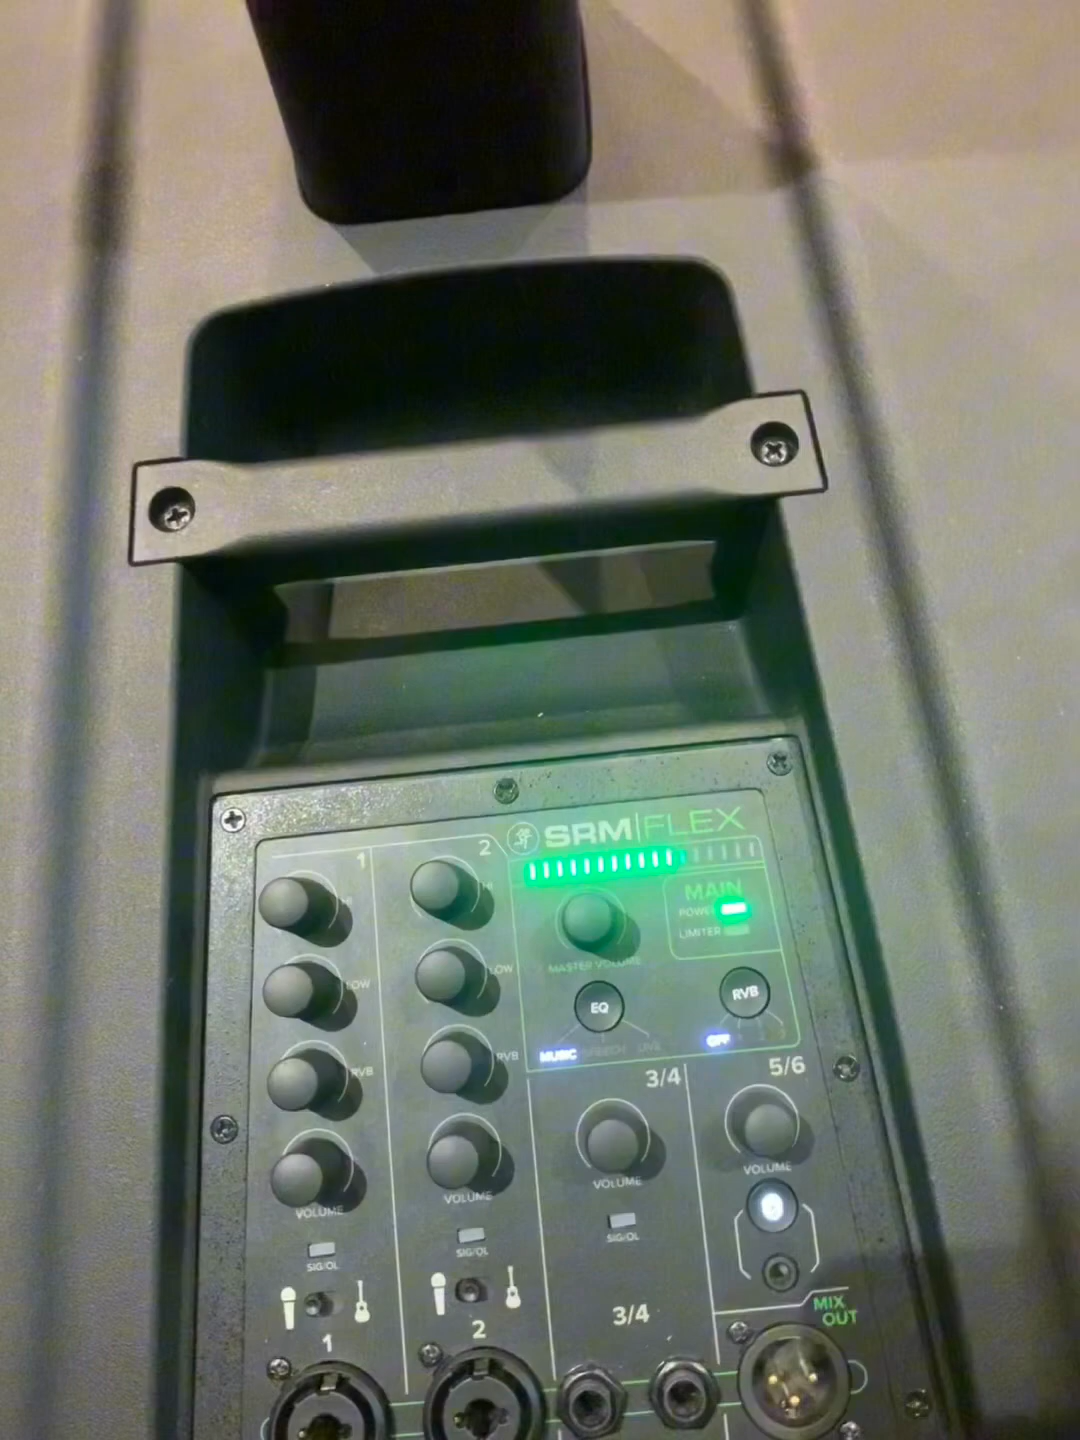 SRM|FLEX
1
2
MAIN
POWER
LIMITER
MASTER VOLUME
LOW
LOW
EQ
RVB
MUSIC SPEECH LIVE
OFF
RVB
RVB
3/4
5/6
VOLUME
VOLUME
VOLUME
VOLUME
SIG/OL
SIG/OL
SIG/OL
1
2
3/4
MIX
OUT